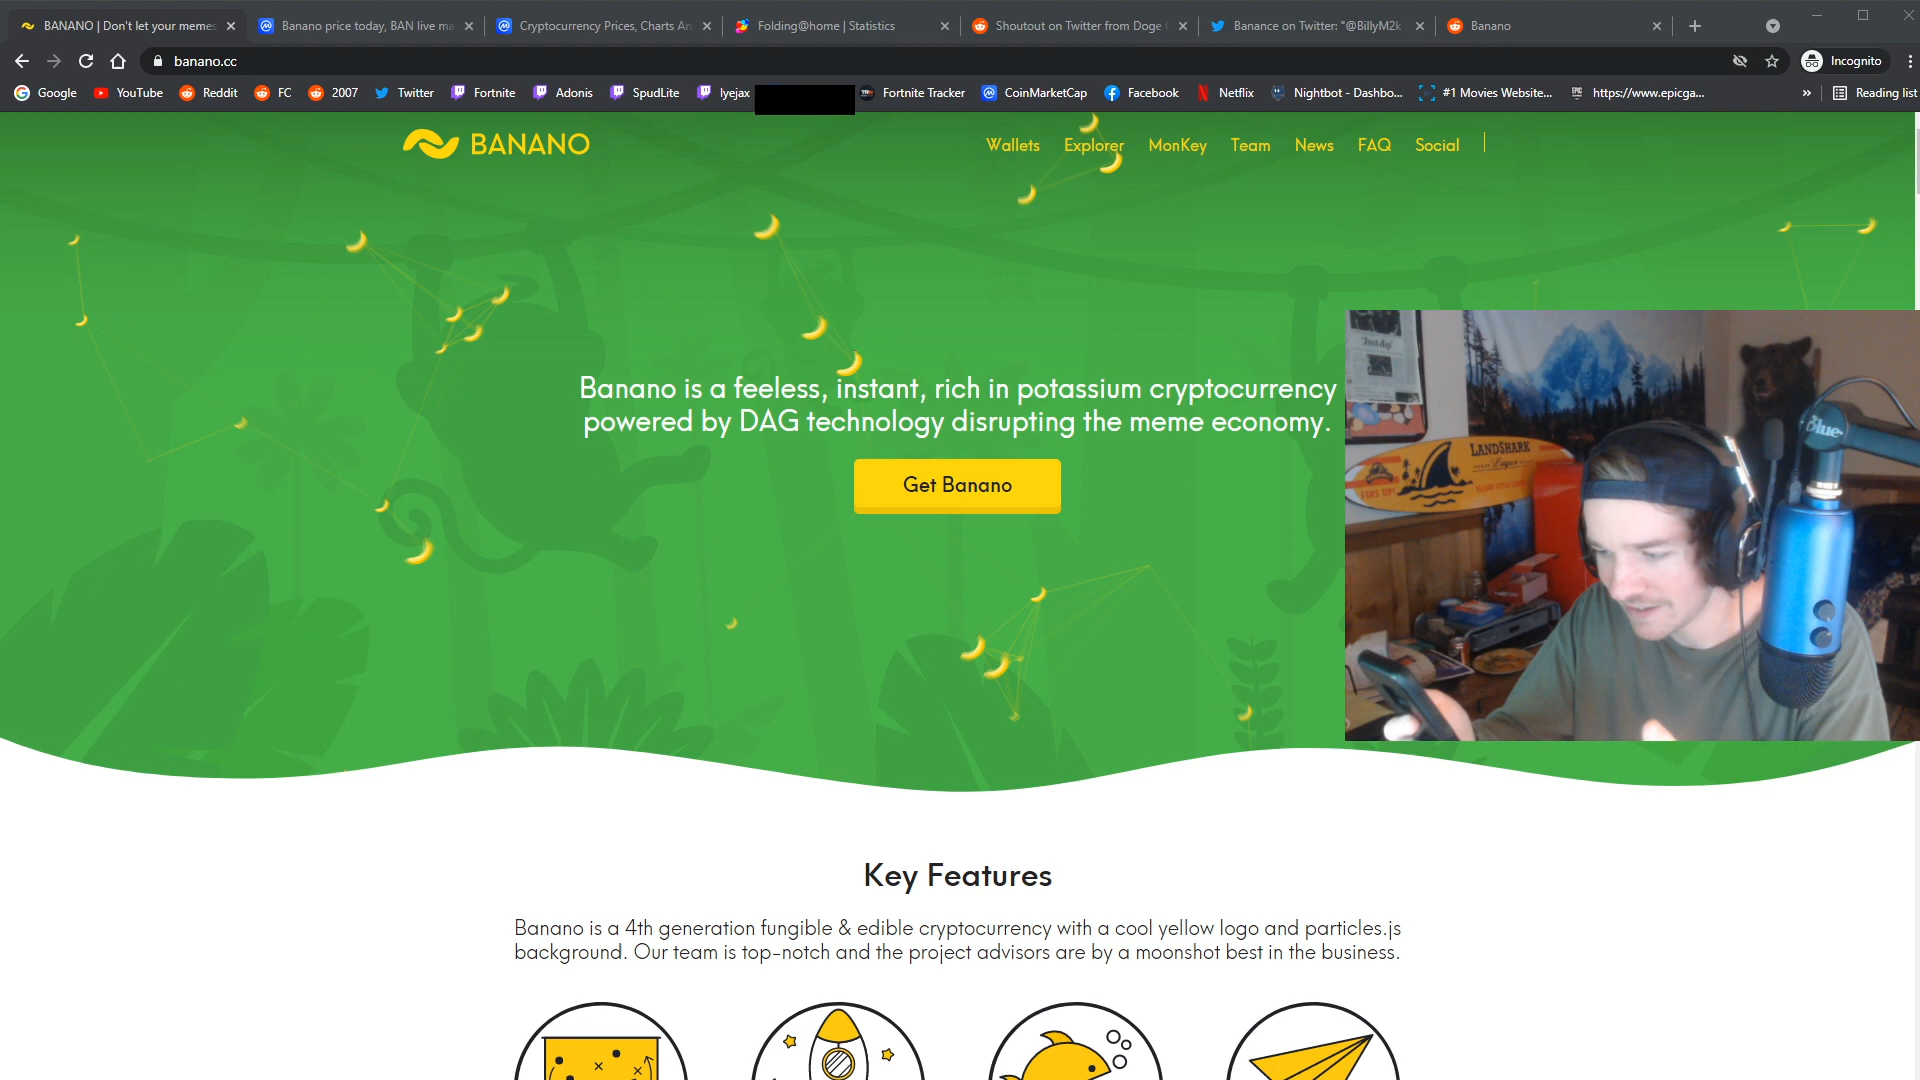 BANANO | Don't let your memes
Banano price today, BAN live ma
Cryptocurrency Prices, Charts An
Folding@home | Statistics
Shoutout on Twitter from Doge C
Banance on Twitter: "@BillyM2k
Banano
banano.cc
Incognito
Google
YouTube
Reddit
FC
2007
Twitter
Fortnite
Adonis
SpudLite
lyejax
Fortnite Tracker
CoinMarketCap
Facebook
Netflix
Nightbot - Dashbo...
#1 Movies Website...
https://www.epicga...
»
Reading list
BANANO
Wallets
Explorer
MonKey
Team
News
FAQ
Social
Banano is a feeless, instant, rich in potassium cryptocurrency
powered by DAG technology disrupting the meme economy.
Get Banano
"Just dip"
LANDSHARK
Lager
FINS UP!
Blue
Key Features
Banano is a 4th generation fungible & edible cryptocurrency with a cool yellow logo and particles.js
background. Our team is top-notch and the project advisors are by a moonshot best in the business.